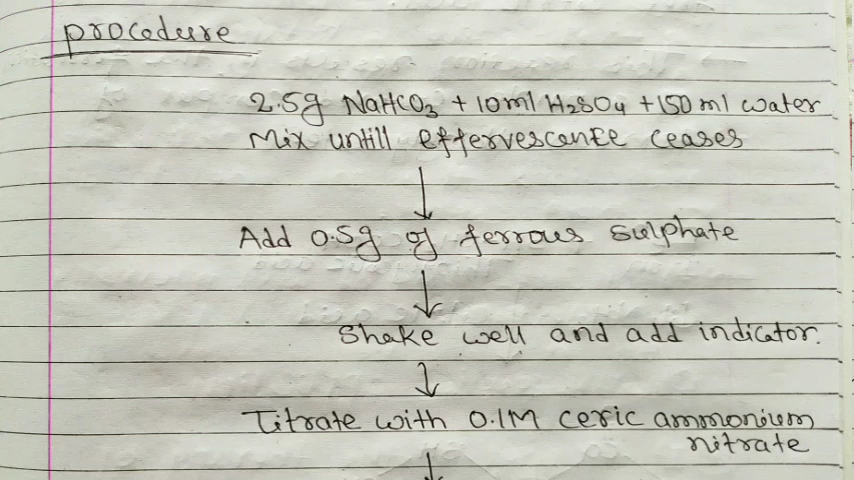 procedure
2.5g NaHCO3 + 10ml H2SO4 + 150 ml water
Mix untill effervescence ceases
Add 0.5g of ferrous sulphate
Shake well and add indicator.
Titrate with 0.1M ceric ammonium
nitrate